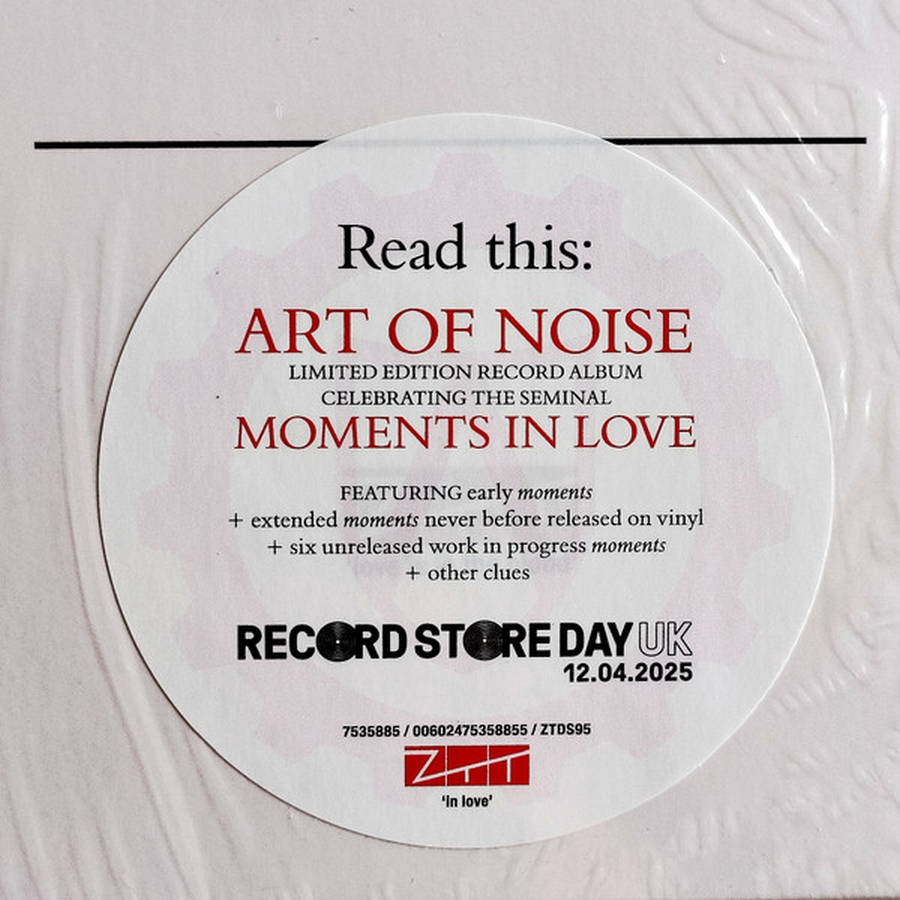 Read this:
ART OF NOISE
LIMITED EDITION RECORD ALBUM
CELEBRATING THE SEMINAL
MOMENTS IN LOVE
FEATURING early moments
+ extended moments never before released on vinyl
+ six unreleased work in progress moments
+ other clues
RECORD STORE DAY UK
12.04.2025
7535885 / 00602475358855 / ZTDS95
ZTT
'in love'